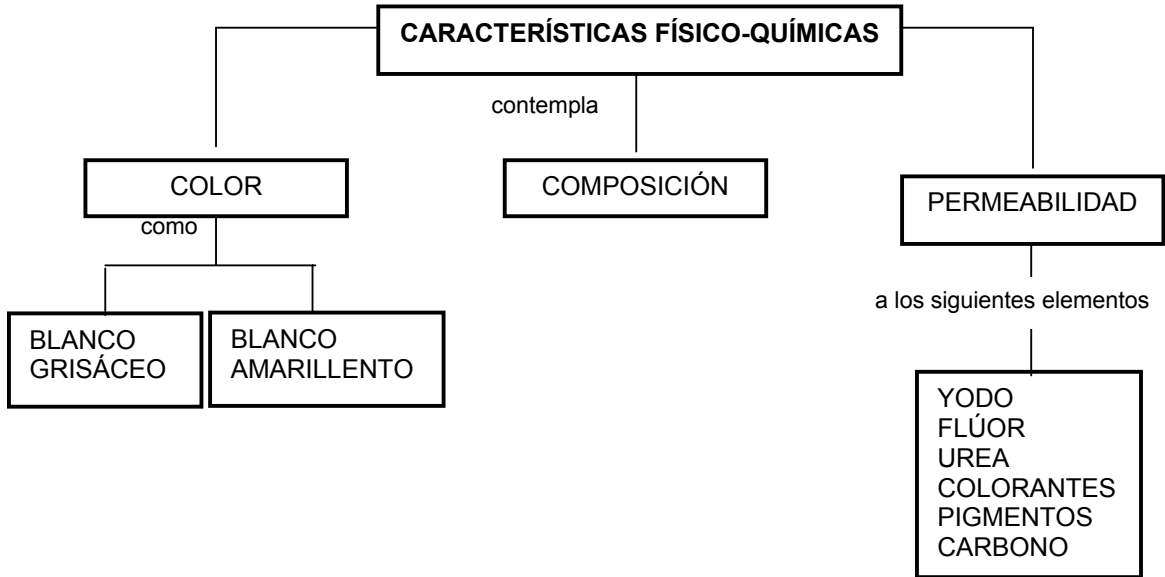 CARACTERÍSTICAS FÍSICO-QUÍMICAS
contempla
COLOR
como
BLANCO
GRISÁCEO
BLANCO
AMARILLENTO
COMPOSICIÓN
PERMEABILIDAD
a los siguientes elementos
YODO
FLÚOR
UREA
COLORANTES
PIGMENTOS
CARBONO